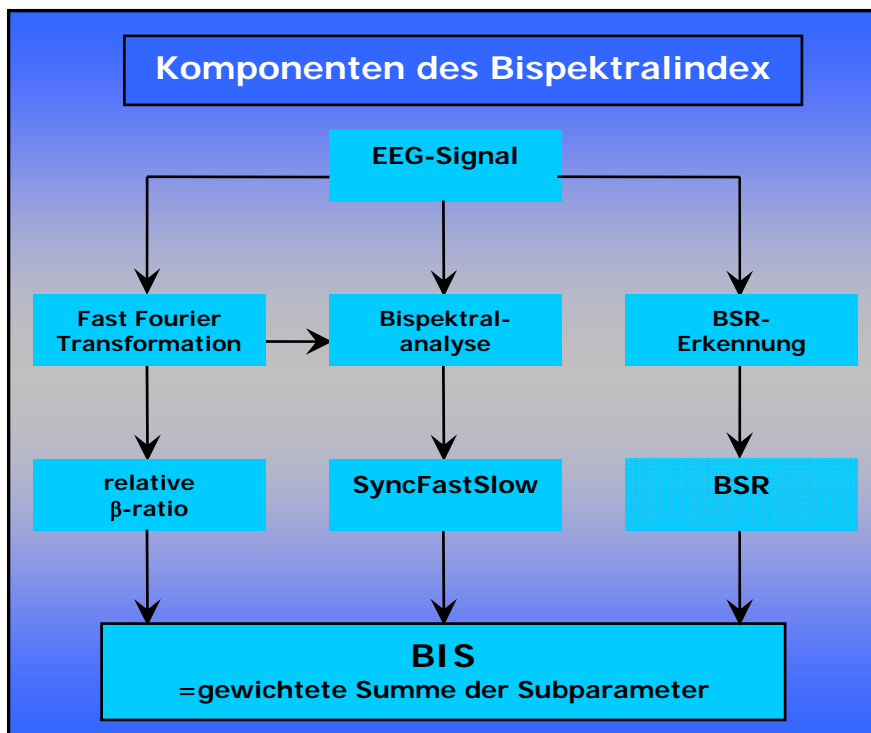 Komponenten des Bispektralindex
EEG-Signal
Fast Fourier
Transformation
Bispektral-
analyse
BSR-
Erkennung
relative
β-ratio
SyncFastSlow
BSR
BIS
=gewichtete Summe der Subparameter